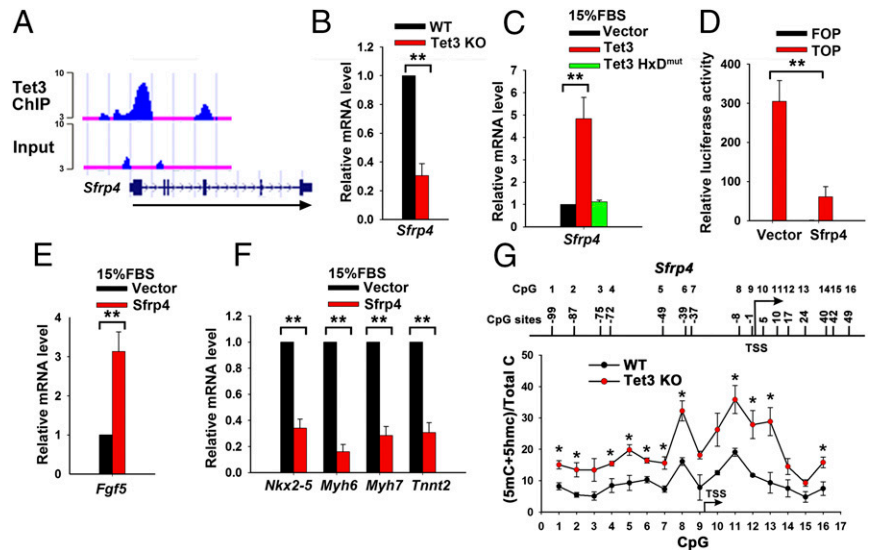 A
10
Tet3
ChIP
3
10
Input
3
Sfrp4
B
WT
Tet3 KO
Relative mRNA level
1.2
1.0
0.8
0.6
0.4
0.2
0.0
**
Sfrp4
C
15%FBS
Vector
Tet3
Tet3 HxDmut
Relative mRNA level
6
5
4
3
2
1
0
**
Sfrp4
D
FOP
TOP
Relative luciferase activity
400
300
200
100
0
**
Vector Sfrp4
E
15%FBS
Vector
Sfrp4
Relative mRNA level
4
3
2
1
0
**
Fgf5
F
15%FBS
Vector
Sfrp4
Relative mRNA level
1.2
1.0
0.8
0.6
0.4
0.2
0.0
** ** ** **
Nkx2-5 Myh6 Myh7 Tnnt2
G
Sfrp4
CpG 1 2 3 4 5 6 7 8 9 10 11 12 13 14 15 16
CpG sites -99 -87 -75 -72 -49 -39 -37 -8 -1 5 10 17 24 40 42 49
TSS
WT
Tet3 KO
(5mC+5hmc)/Total C
50
40
30
20
10
0
* * * * * * * * * * *
TSS
0 1 2 3 4 5 6 7 8 9 10 11 12 13 14 15 16 17
CpG